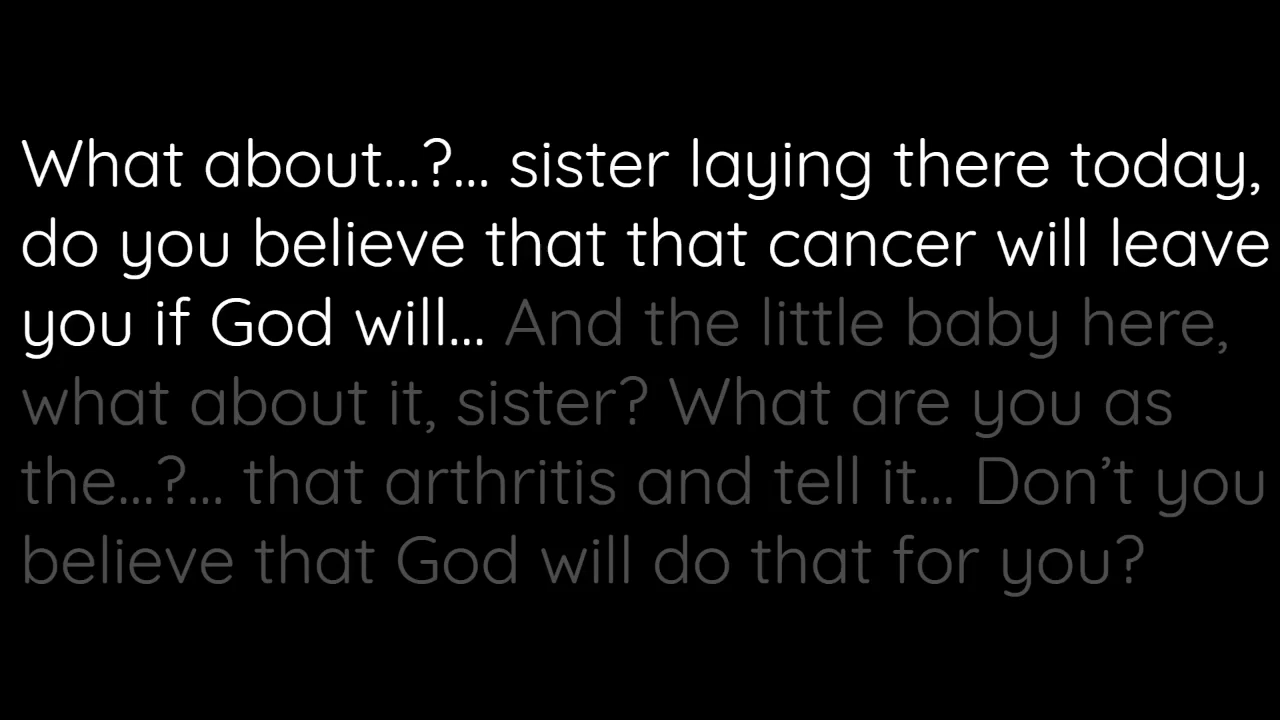 What about...?... sister laying there today,
do you believe that that cancer will leave
you if God will... And the little baby here,
what about it, sister? What are you as
the...?... that arthritis and tell it... Don’t you
believe that God will do that for you?